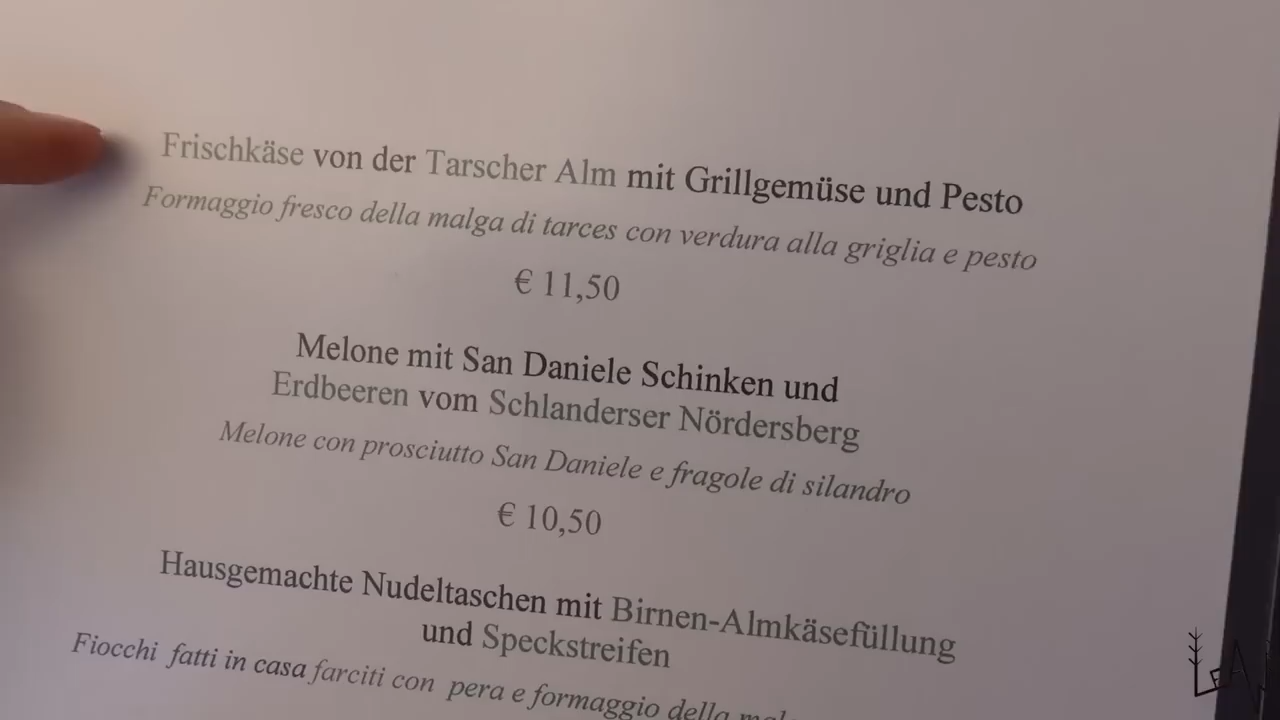 Frischkäse von der Tarscher Alm mit Grillgemüse und Pesto
Formaggio fresco della malga di tarces con verdura alla griglia e pesto
€ 11,50
Melone mit San Daniele Schinken und
Erdbeeren vom Schlanderser Nördersberg
Melone con prosciutto San Daniele e fragole di silandro
€ 10,50
Hausgemachte Nudeltaschen mit Birnen-Almkäsefüllung
und Speckstreifen
Fiocchi fatti in casa farciti con pera e formaggio della